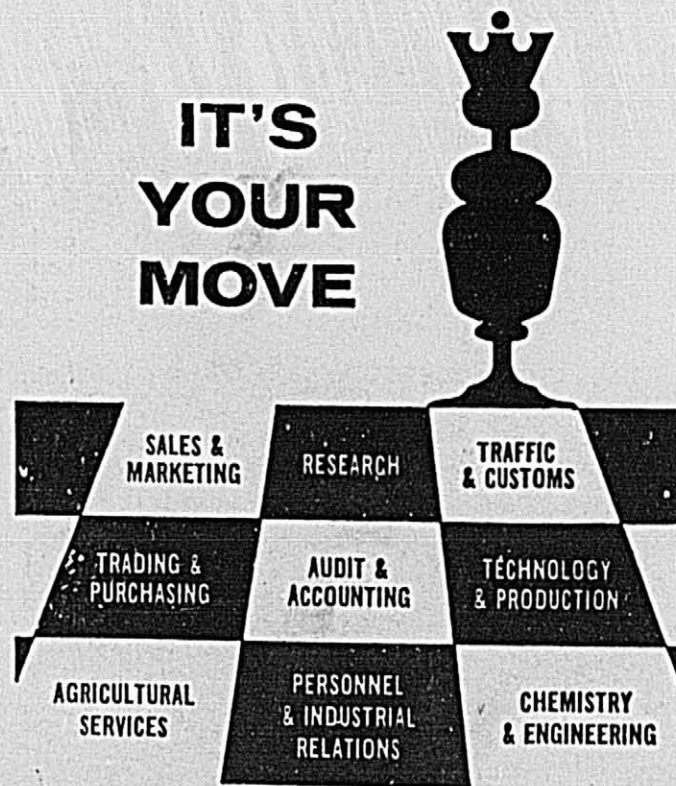 IT'S
YOUR
MOVE
SALES &
MARKETING
RESEARCH
TRAFFIC
& CUSTOMS
TRADING &
PURCHASING
AUDIT &
ACCOUNTING
TECHNOLOGY
& PRODUCTION
AGRICULTURAL
SERVICES
PERSONNEL
& INDUSTRIAL
RELATIONS
CHEMISTRY
& ENGINEERING